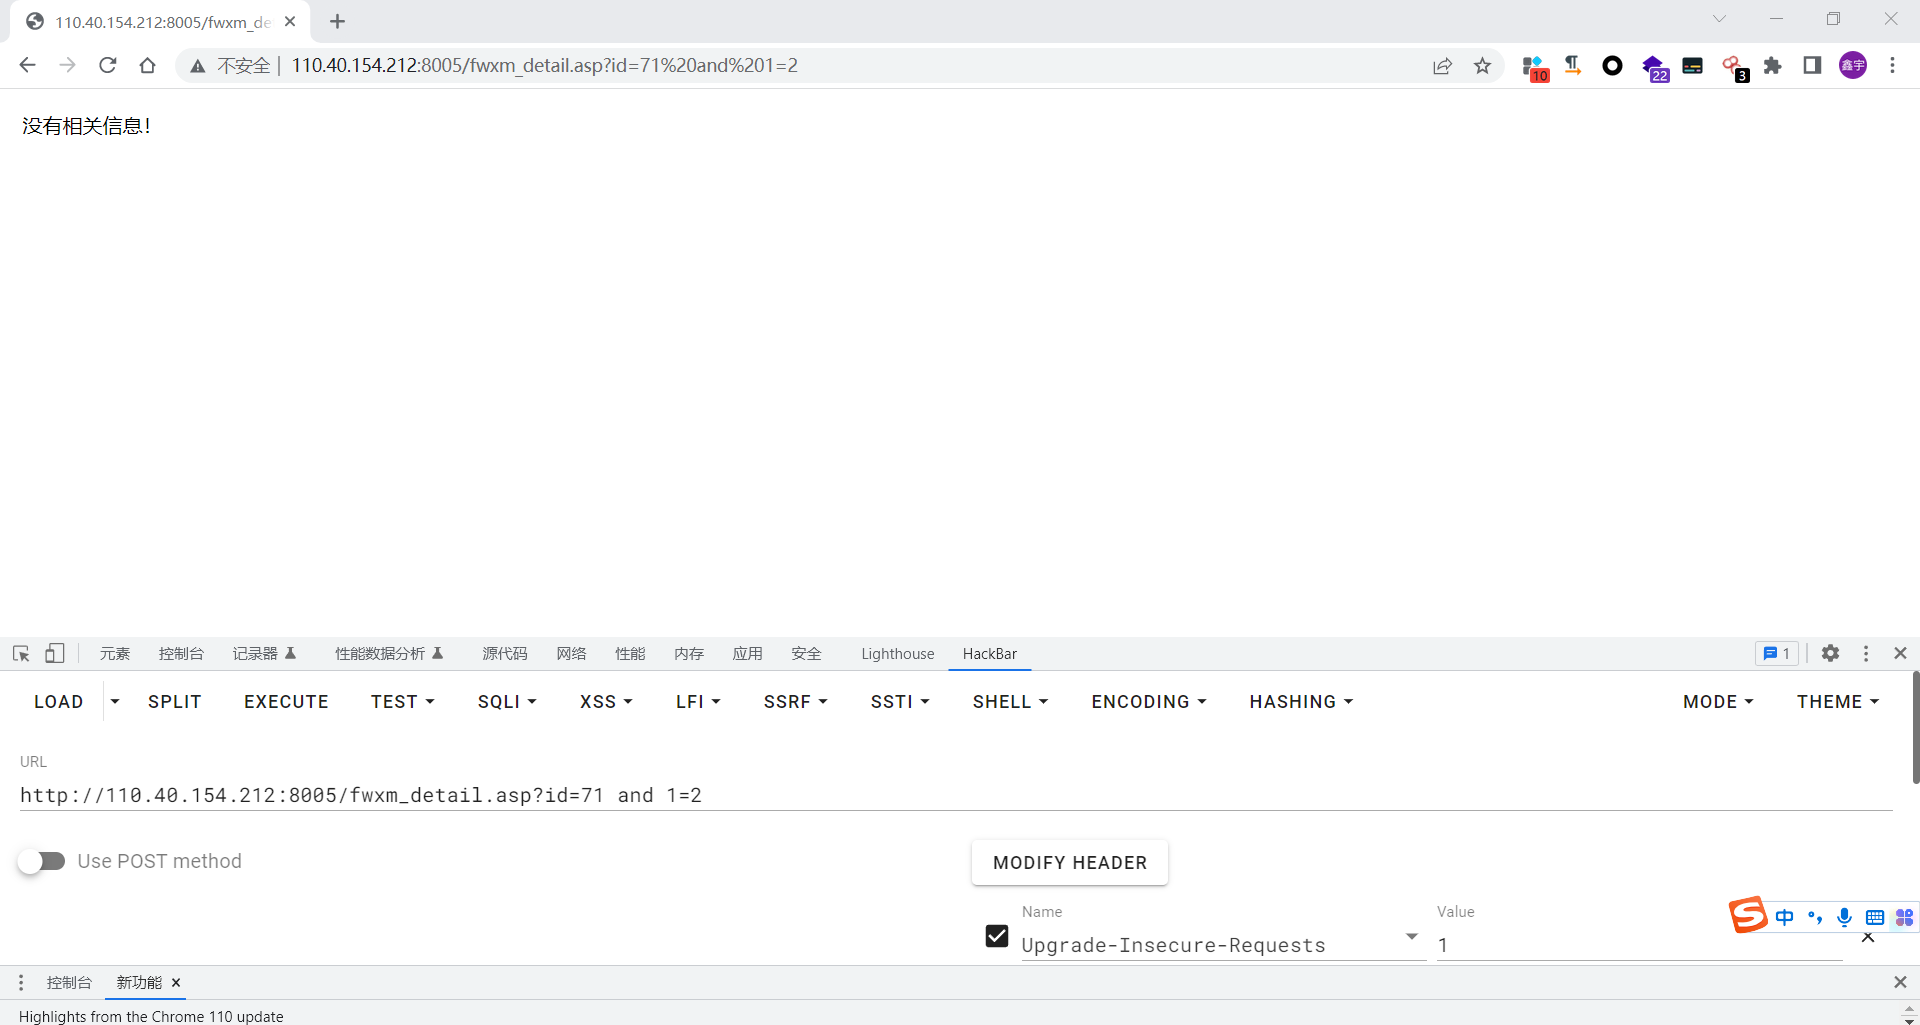 110.40.154.212:8005/fwxm_de
不安全 | 110.40.154.212:8005/fwxm_detail.asp?id=71%20and%201=2
10
22
3
鑫宇
没有相关信息！
元素 控制台 记录器 性能数据分析 源代码 网络 性能 内存 应用 安全 Lighthouse HackBar 1
LOAD SPLIT EXECUTE TEST SQLI XSS LFI SSRF SSTI SHELL ENCODING HASHING MODE THEME
URL
http://110.40.154.212:8005/fwxm_detail.asp?id=71 and 1=2
Use POST method
MODIFY HEADER
Name Value
Upgrade-Insecure-Requests 1
S 中
控制台 新功能
Highlights from the Chrome 110 update